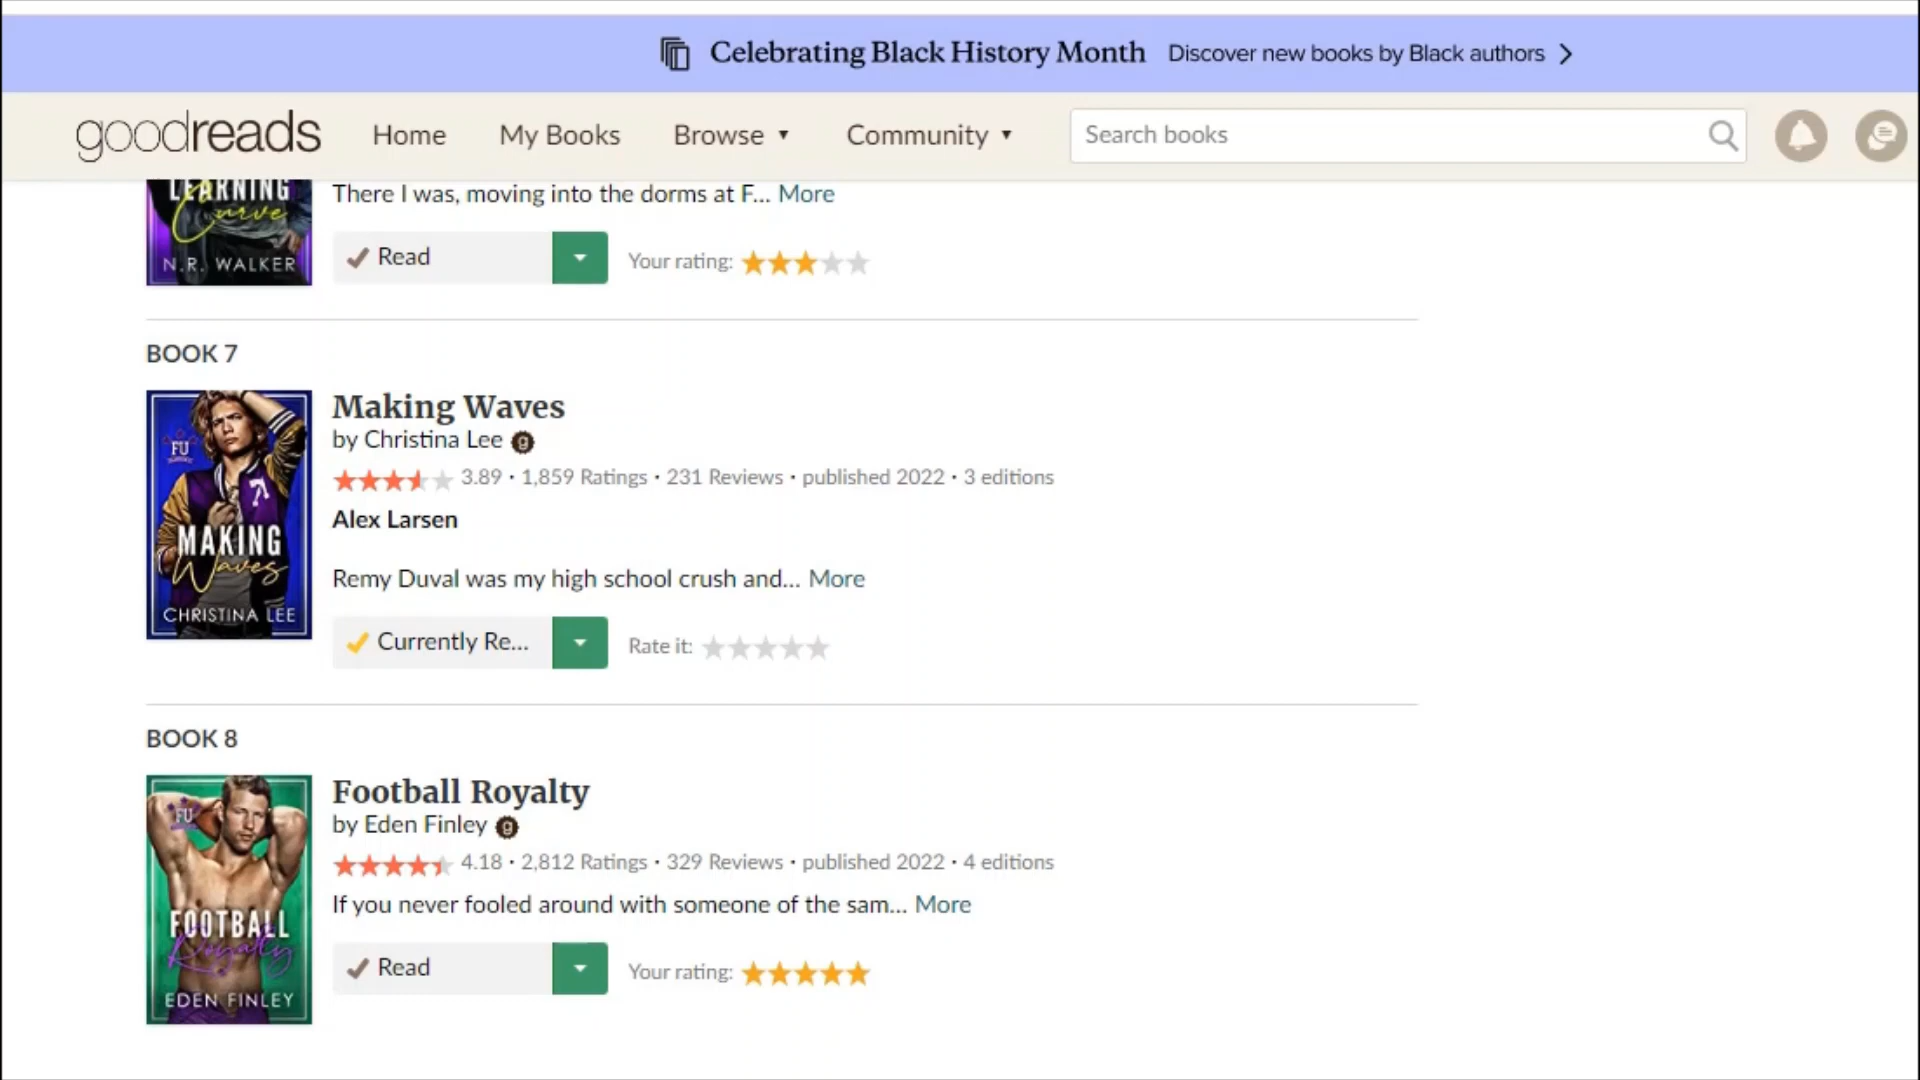 Celebrating Black History Month Discover new books by Black authors
goodreads Home My Books Browse Community Search books
LEARNING
Curve
N.R. WALKER
There I was, moving into the dorms at F... More
Read Your rating:
BOOK 7
FU
MAKING
Waves
CHRISTINA LEE
Making Waves
by Christina Lee g
3.89 · 1,859 Ratings · 231 Reviews · published 2022 · 3 editions
Alex Larsen
Remy Duval was my high school crush and... More
Currently Re... Rate it:
BOOK 8
FU
FOOTBALL
Royalty
EDEN FINLEY
Football Royalty
by Eden Finley g
4.18 · 2,812 Ratings · 329 Reviews · published 2022 · 4 editions
If you never fooled around with someone of the sam... More
Read Your rating: